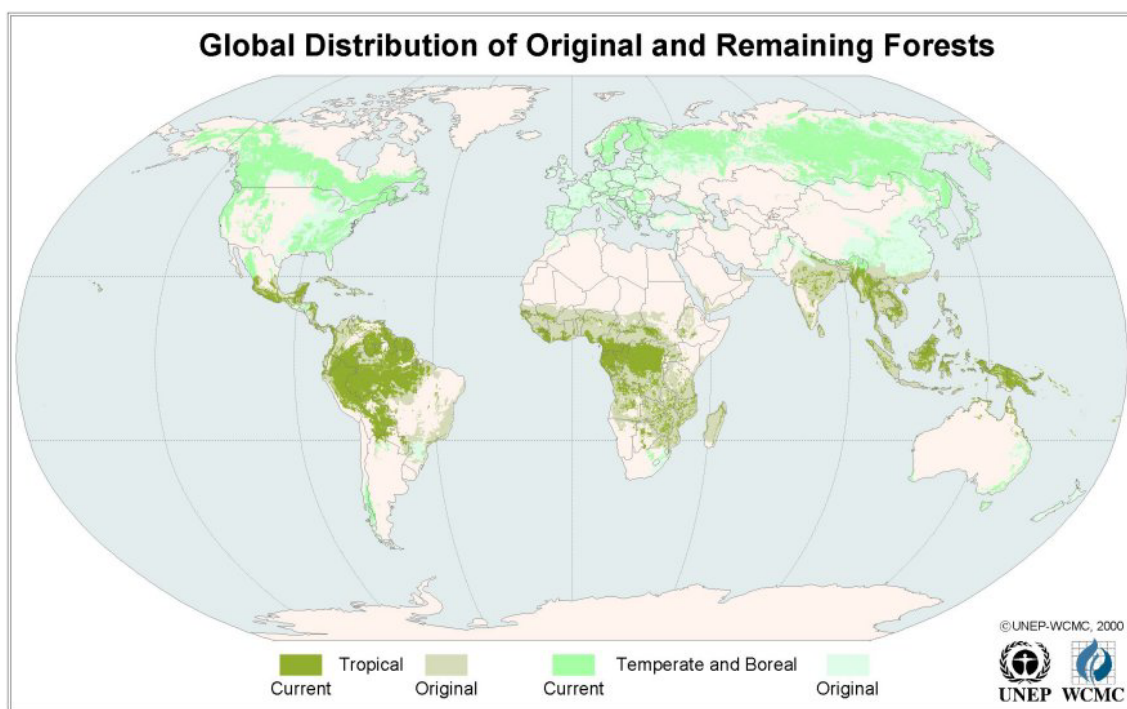 Global Distribution of Original and Remaining Forests
©UNEP-WCMC, 2000
Tropical Temperate and Boreal
Current Original Current Original
UNEP WCMC